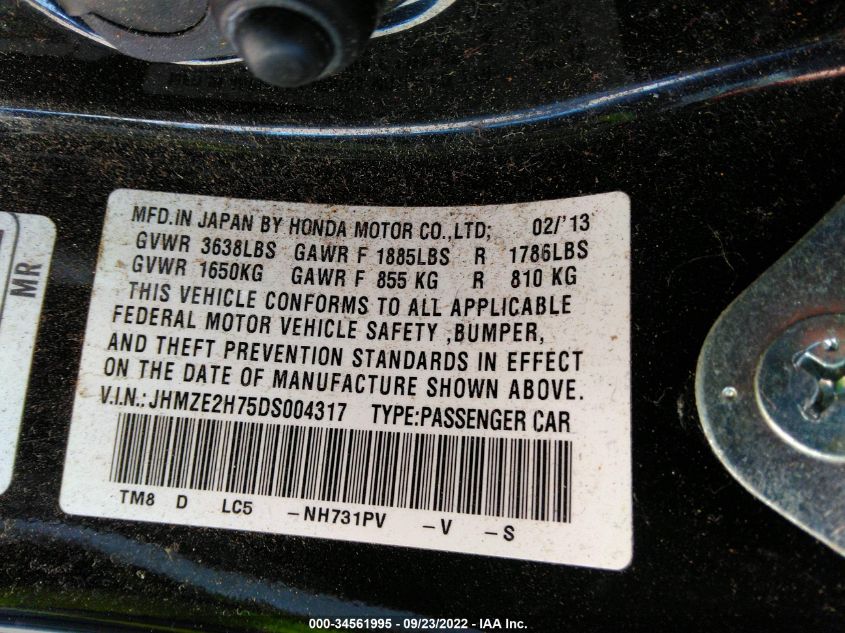 MFD.IN JAPAN BY HONDA MOTOR CO.,LTD; 02/'13
GVWR 3638LBS GAWR F 1885LBS R 1786LBS
GVWR 1650KG GAWR F 855 KG R 810 KG
THIS VEHICLE CONFORMS TO ALL APPLICABLE
FEDERAL MOTOR VEHICLE SAFETY ,BUMPER,
AND THEFT PREVENTION STANDARDS IN EFFECT
ON THE DATE OF MANUFACTURE SHOWN ABOVE.
V.I.N.:JHMZE2H75DS004317 TYPE:PASSENGER CAR
TM8 D LC5 -NH731PV -V -S
MR
000-34561995 - 09/23/2022 - IAA Inc.